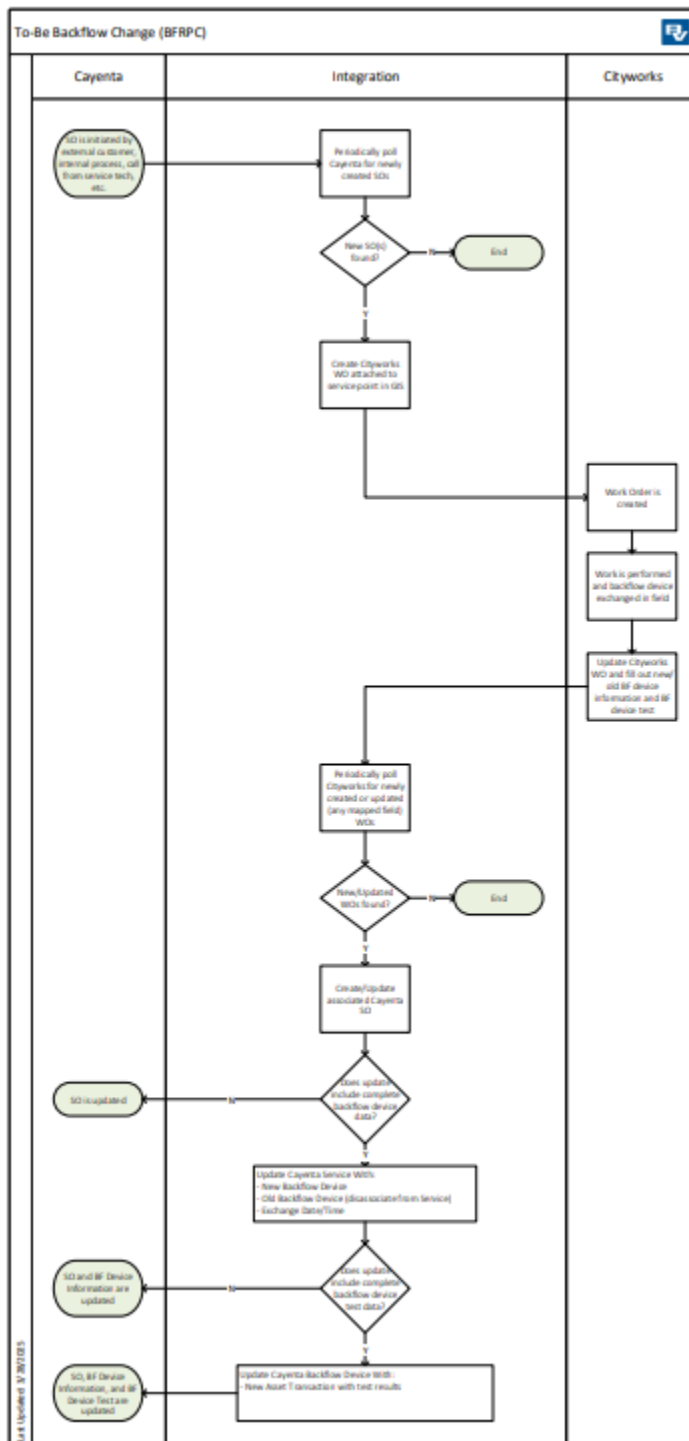 To-Be Backflow Change (BFRPC)
Cayenta
Integration
Cityworks
SO is initiated by
external customer,
internal process, call
from service tech,
etc.
Periodically poll
Cayenta for newly
created SOs
New SO(s)
found?
N
End
Y
Create Cityworks
WO attached to
servicepoint in GIS
Work Order is
created
Work is performed
and backflow device
exchanged in field
Update Cityworks
WO and fill out new/
old BF device
information and BF
device test
Periodically poll
Cityworks for newly
created or updated
(any mapped field)
WOs
New/Updated
WOs found?
N
End
Y
Create/Update
associated Cayenta
SO
Does update
include complete
backflow device
data?
N
SO is updated
Y
Update Cayenta Service With:
- New Backflow Device
- Old Backflow Device (disassociate from Service)
- Exchange Date/Time
Does update
include complete
backflow device
test data?
N
SO and BF Device
Information are
updated
Y
Update Cayenta Backflow Device With:
- New Asset Transaction with test results
SO, BF Device
Information, and BF
Device Test are
updated
Last Updated